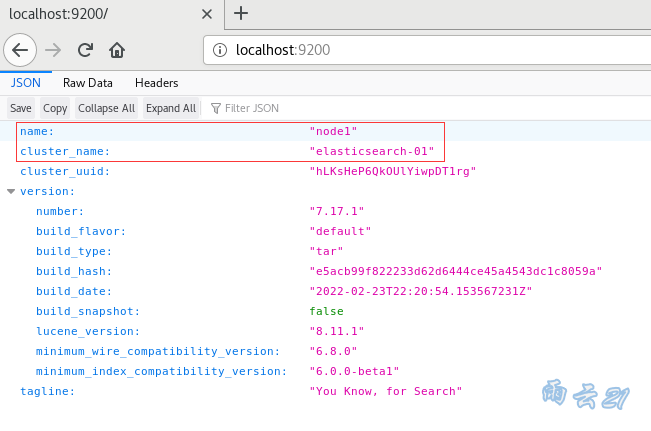 localhost:9200/
localhost:9200
JSON Raw Data Headers
Save Copy Collapse All Expand All Filter JSON
name: "node1"
cluster_name: "elasticsearch-01"
cluster_uuid: "hLKsHeP6QkOUlYiwpDT1rg"
version:
number: "7.17.1"
build_flavor: "default"
build_type: "tar"
build_hash: "e5acb99f822233d62d6444ce45a4543dc1c8059a"
build_date: "2022-02-23T22:20:54.153567231Z"
build_snapshot: false
lucene_version: "8.11.1"
minimum_wire_compatibility_version: "6.8.0"
minimum_index_compatibility_version: "6.0.0-beta1"
tagline: "You Know, for Search"
雨云21